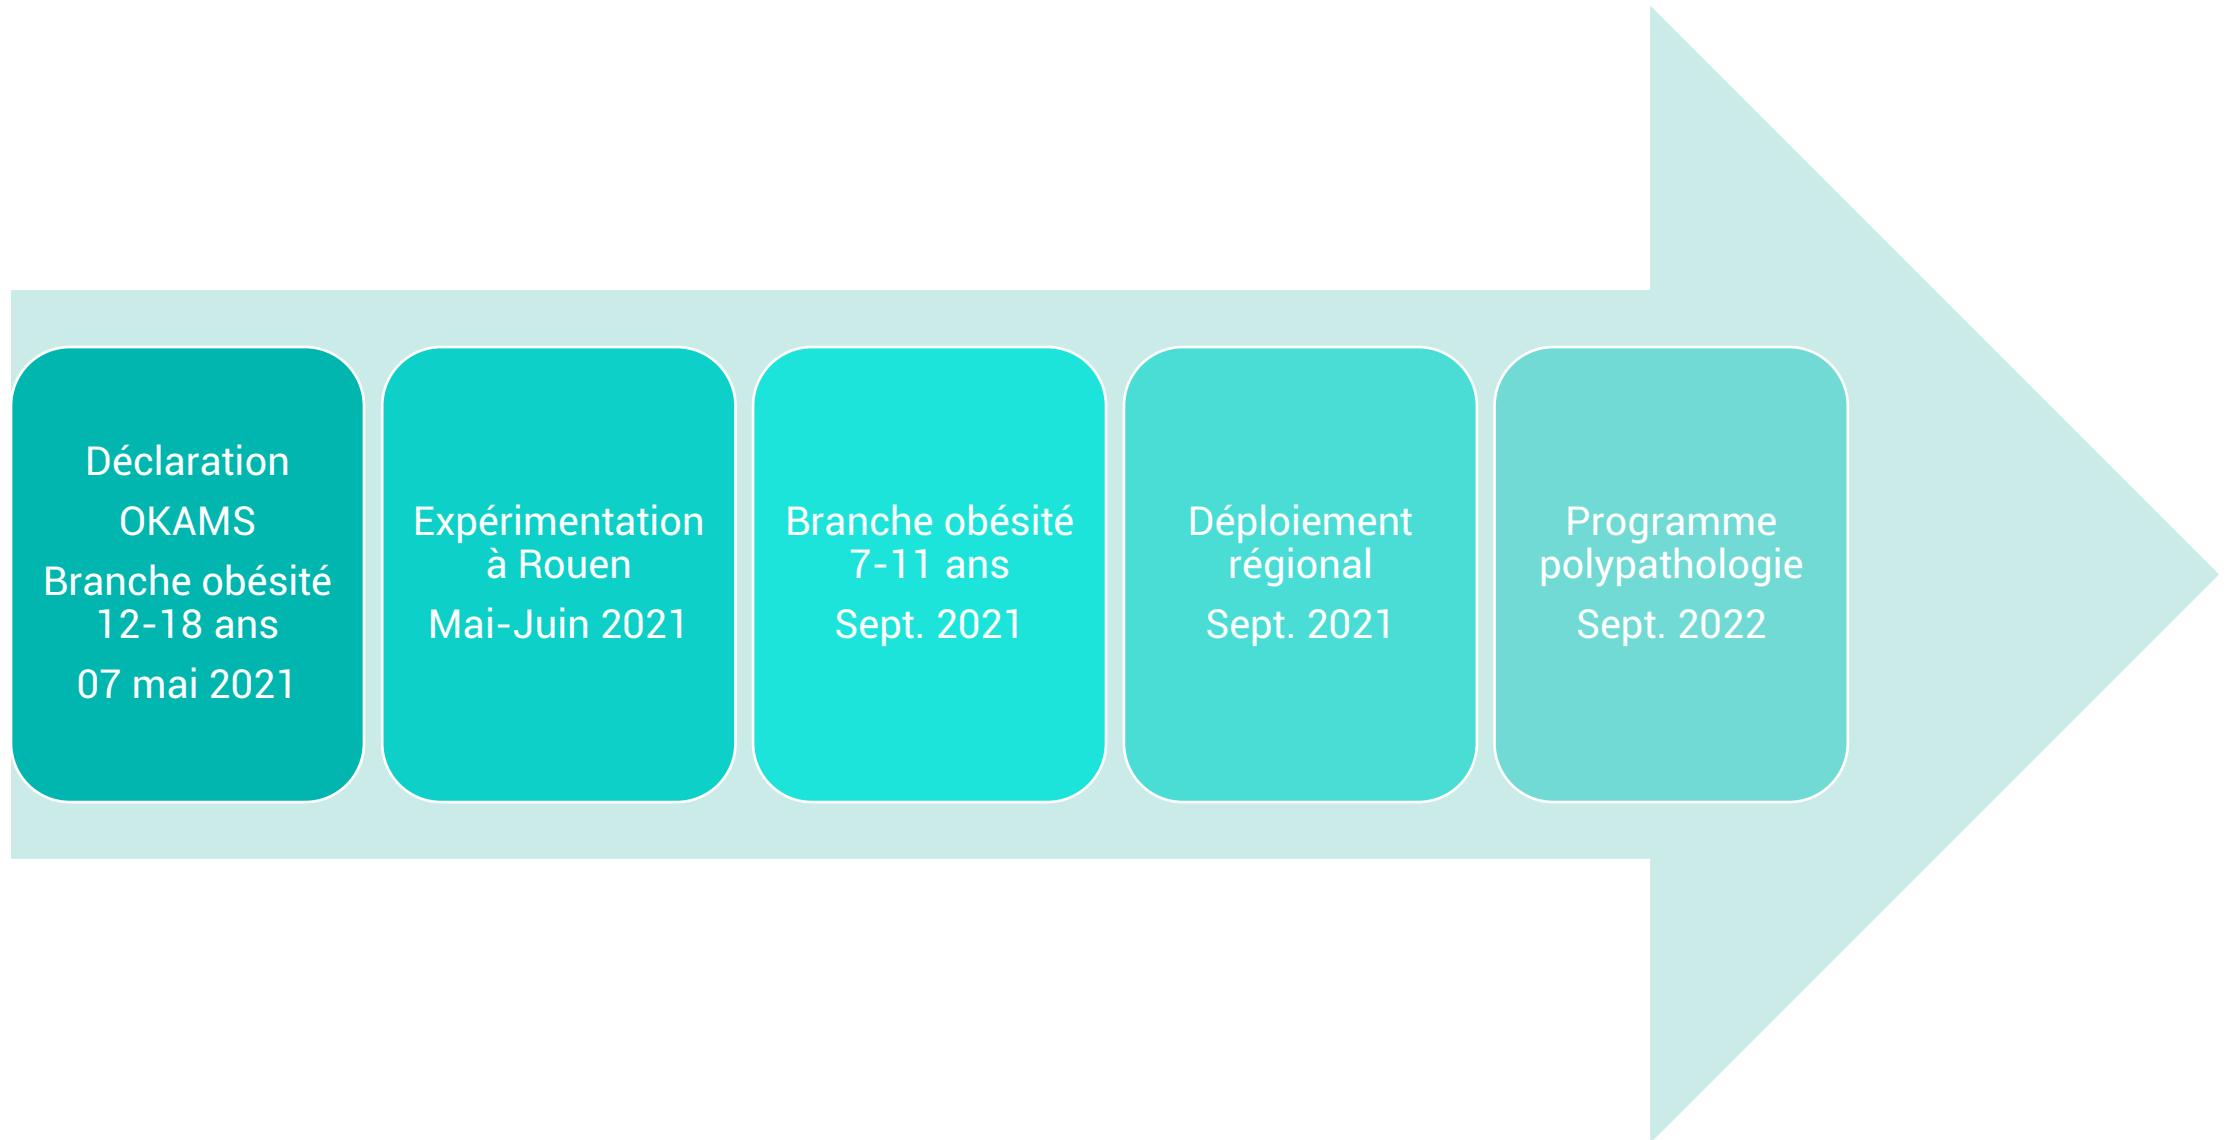 Déclaration
OKAMS
Branche obésité
12-18 ans
07 mai 2021
Expérimentation
à Rouen
Mai-Juin 2021
Branche obésité
7-11 ans
Sept. 2021
Déploiement
régional
Sept. 2021
Programme
polypathologie
Sept. 2022